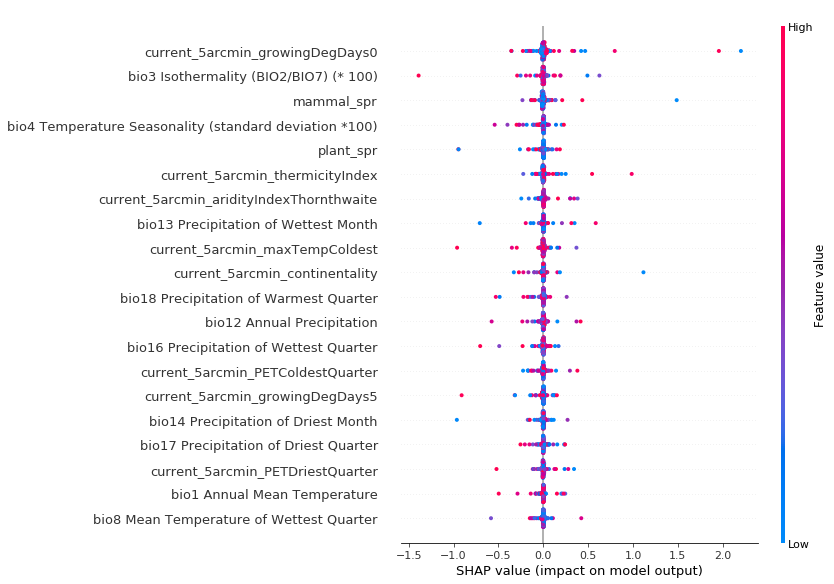 High
current_5arcmin_growingDegDays0
bio3 Isothermality (BIO2/BIO7) (* 100)
mammal_spr
bio4 Temperature Seasonality (standard deviation *100)
plant_spr
current_5arcmin_thermicityIndex
current_5arcmin_aridityIndexThornthwaite
bio13 Precipitation of Wettest Month
current_5arcmin_maxTempColdest
current_5arcmin_continentality
bio18 Precipitation of Warmest Quarter
bio12 Annual Precipitation
bio16 Precipitation of Wettest Quarter
current_5arcmin_PETColdestQuarter
current_5arcmin_growingDegDays5
bio14 Precipitation of Driest Month
bio17 Precipitation of Driest Quarter
current_5arcmin_PETDriestQuarter
bio1 Annual Mean Temperature
bio8 Mean Temperature of Wettest Quarter
Feature value
Low
−1.5 −1.0 −0.5 0.0 0.5 1.0 1.5 2.0
SHAP value (impact on model output)